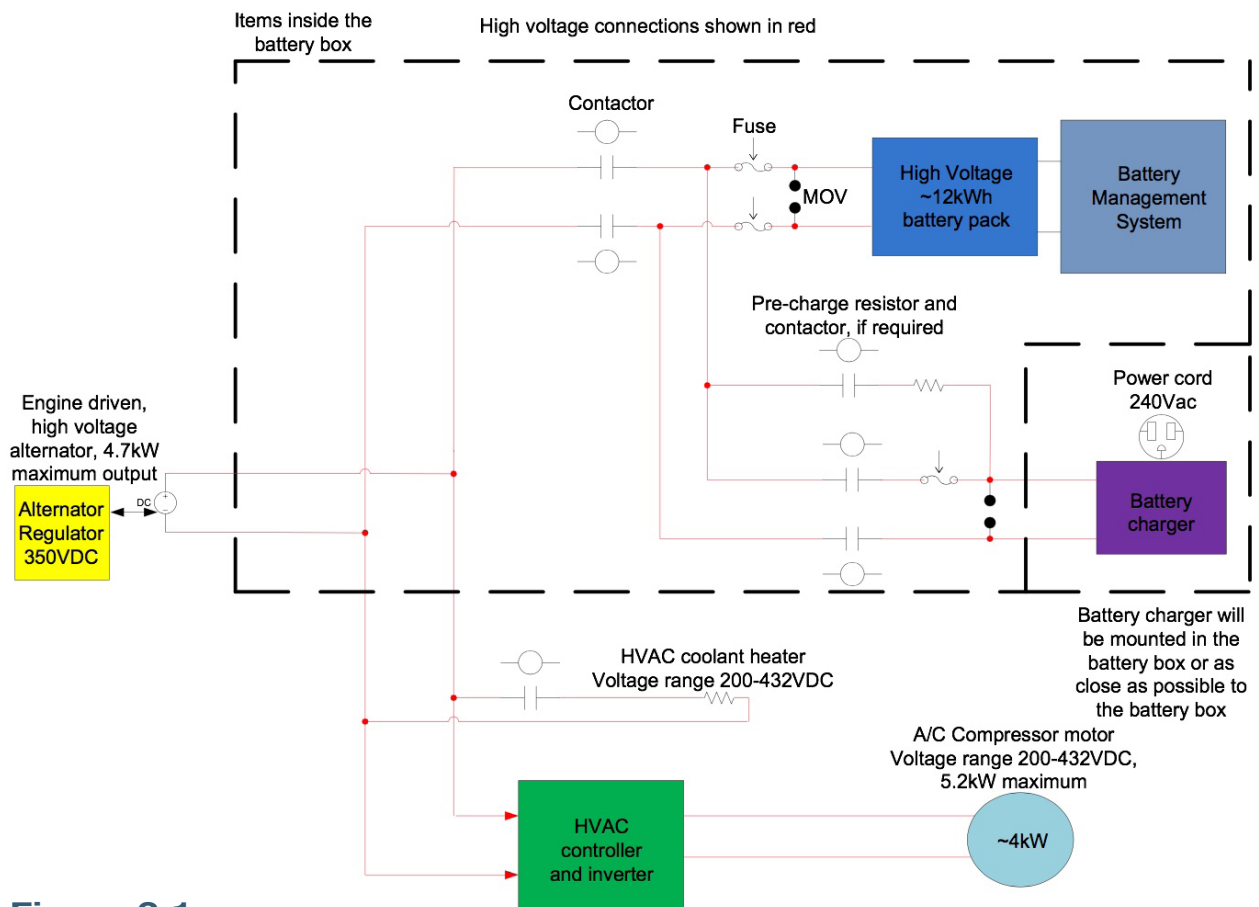 Items inside the
battery box
High voltage connections shown in red
Contactor
Fuse
MOV
High Voltage
~12kWh
battery pack
Battery
Management
System
Pre-charge resistor and
contactor, if required
Power cord
240Vac
Engine driven,
high voltage
alternator, 4.7kW
maximum output
Alternator
Regulator
350VDC
DC
+
−
Battery
charger
Battery charger will
be mounted in the
battery box or as
close as possible to
the battery box
HVAC coolant heater
Voltage range 200-432VDC
A/C Compressor motor
Voltage range 200-432VDC,
5.2kW maximum
HVAC
controller
and inverter
~4kW